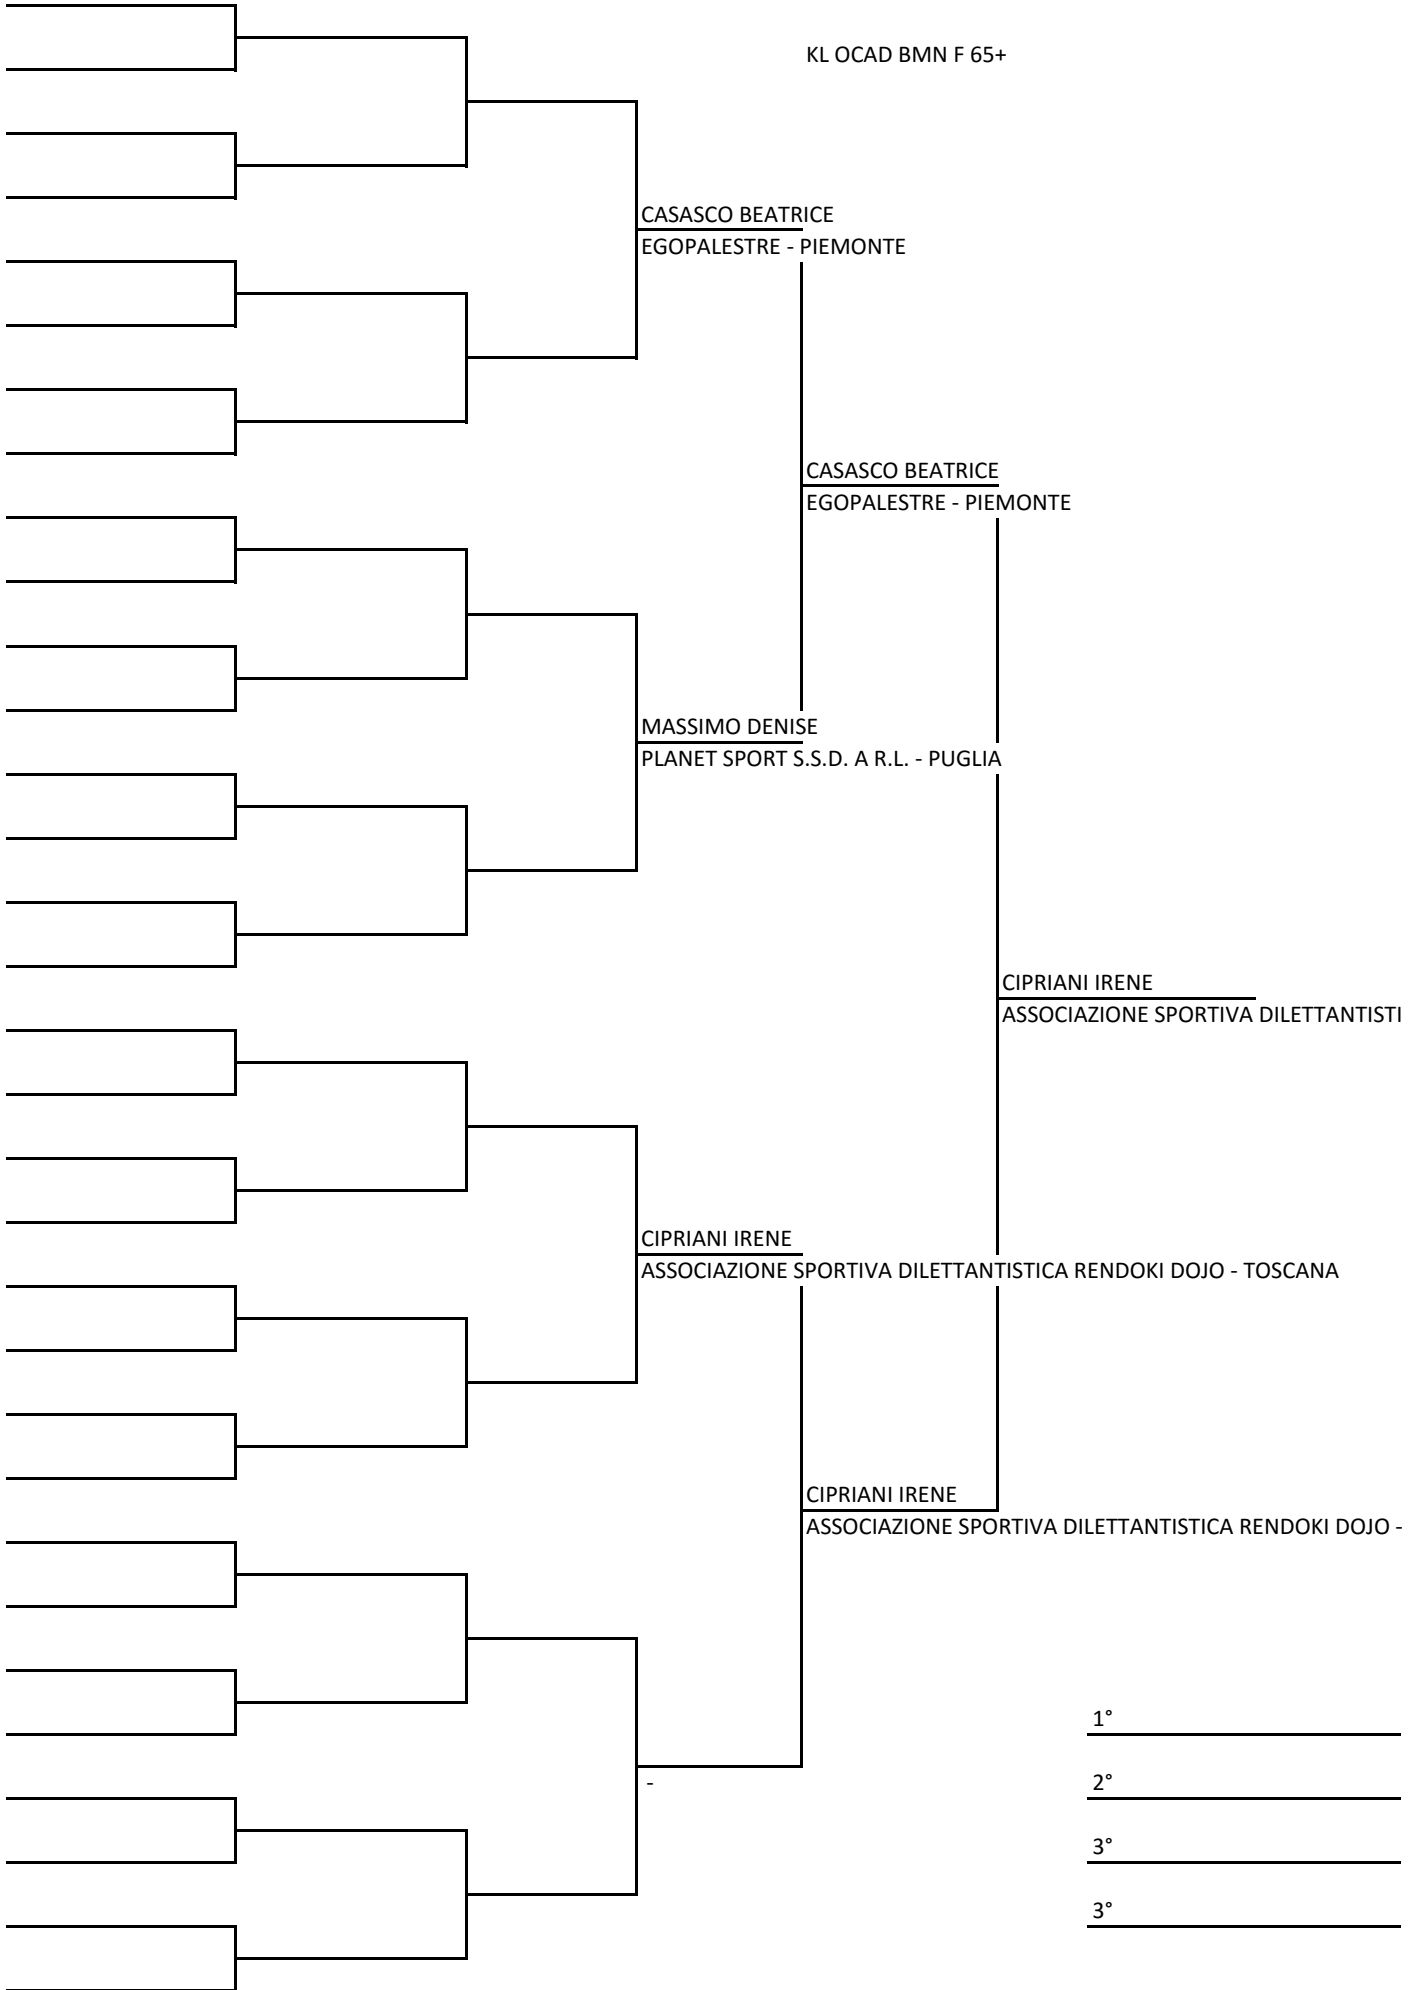 KL OCAD BMN F 65+
CASASCO BEATRICE
EGOPALESTRE - PIEMONTE
CASASCO BEATRICE
EGOPALESTRE - PIEMONTE
MASSIMO DENISE
PLANET SPORT S.S.D. A R.L. - PUGLIA
CIPRIANI IRENE
ASSOCIAZIONE SPORTIVA DILETTANTISTI
CIPRIANI IRENE
ASSOCIAZIONE SPORTIVA DILETTANTISTICA RENDOKI DOJO - TOSCANA
CIPRIANI IRENE
ASSOCIAZIONE SPORTIVA DILETTANTISTICA RENDOKI DOJO -
1°
-
2°
3°
3°